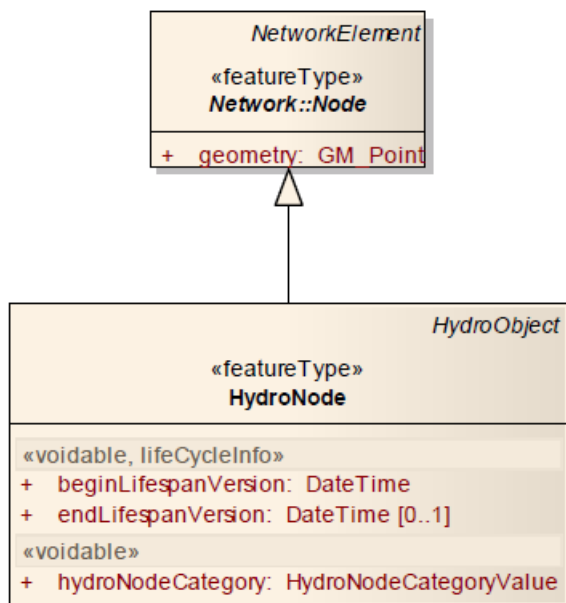 NetworkElement
«featureType»
Network::Node
+ geometry: GM_Point
HydroObject
«featureType»
HydroNode
«voidable, lifeCycleInfo»
+ beginLifespanVersion: DateTime
+ endLifespanVersion: DateTime [0..1]
«voidable»
+ hydroNodeCategory: HydroNodeCategoryValue